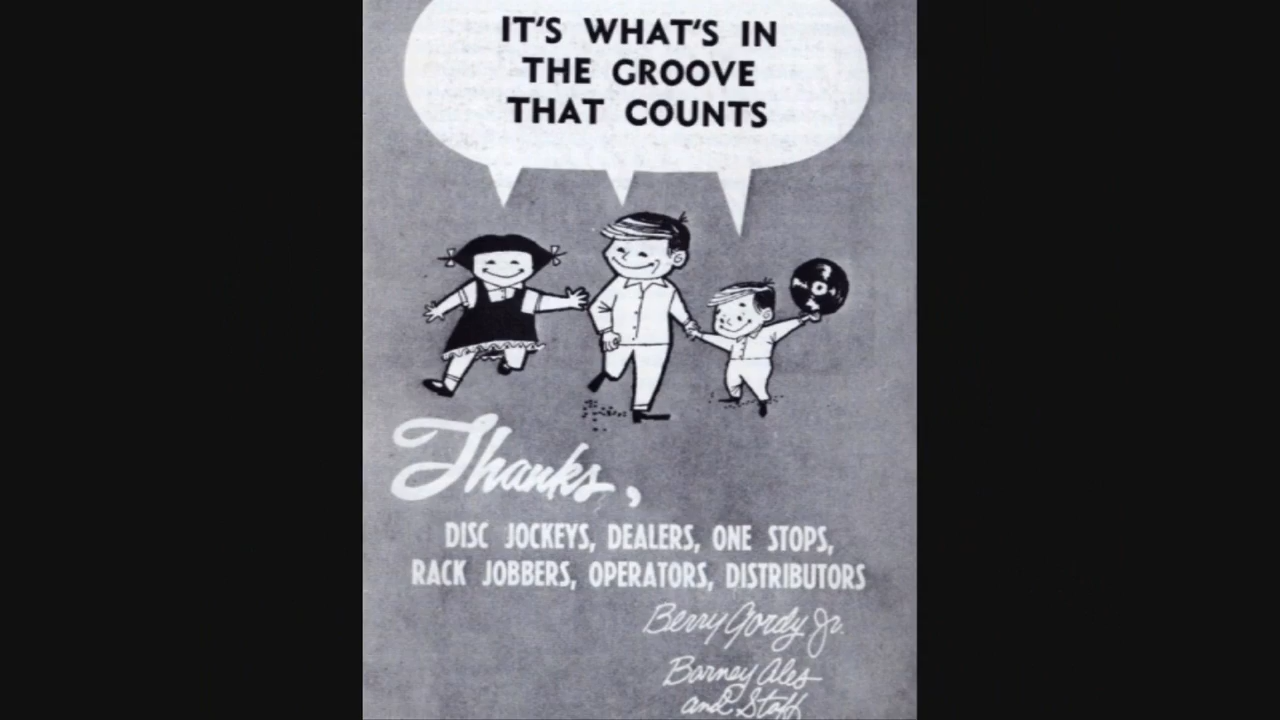 IT'S WHAT'S IN
THE GROOVE
THAT COUNTS
Thanks,
DISC JOCKEYS, DEALERS, ONE STOPS,
RACK JOBBERS, OPERATORS, DISTRIBUTORS
Berry Gordy Jr.
Barney Ales
and Staff